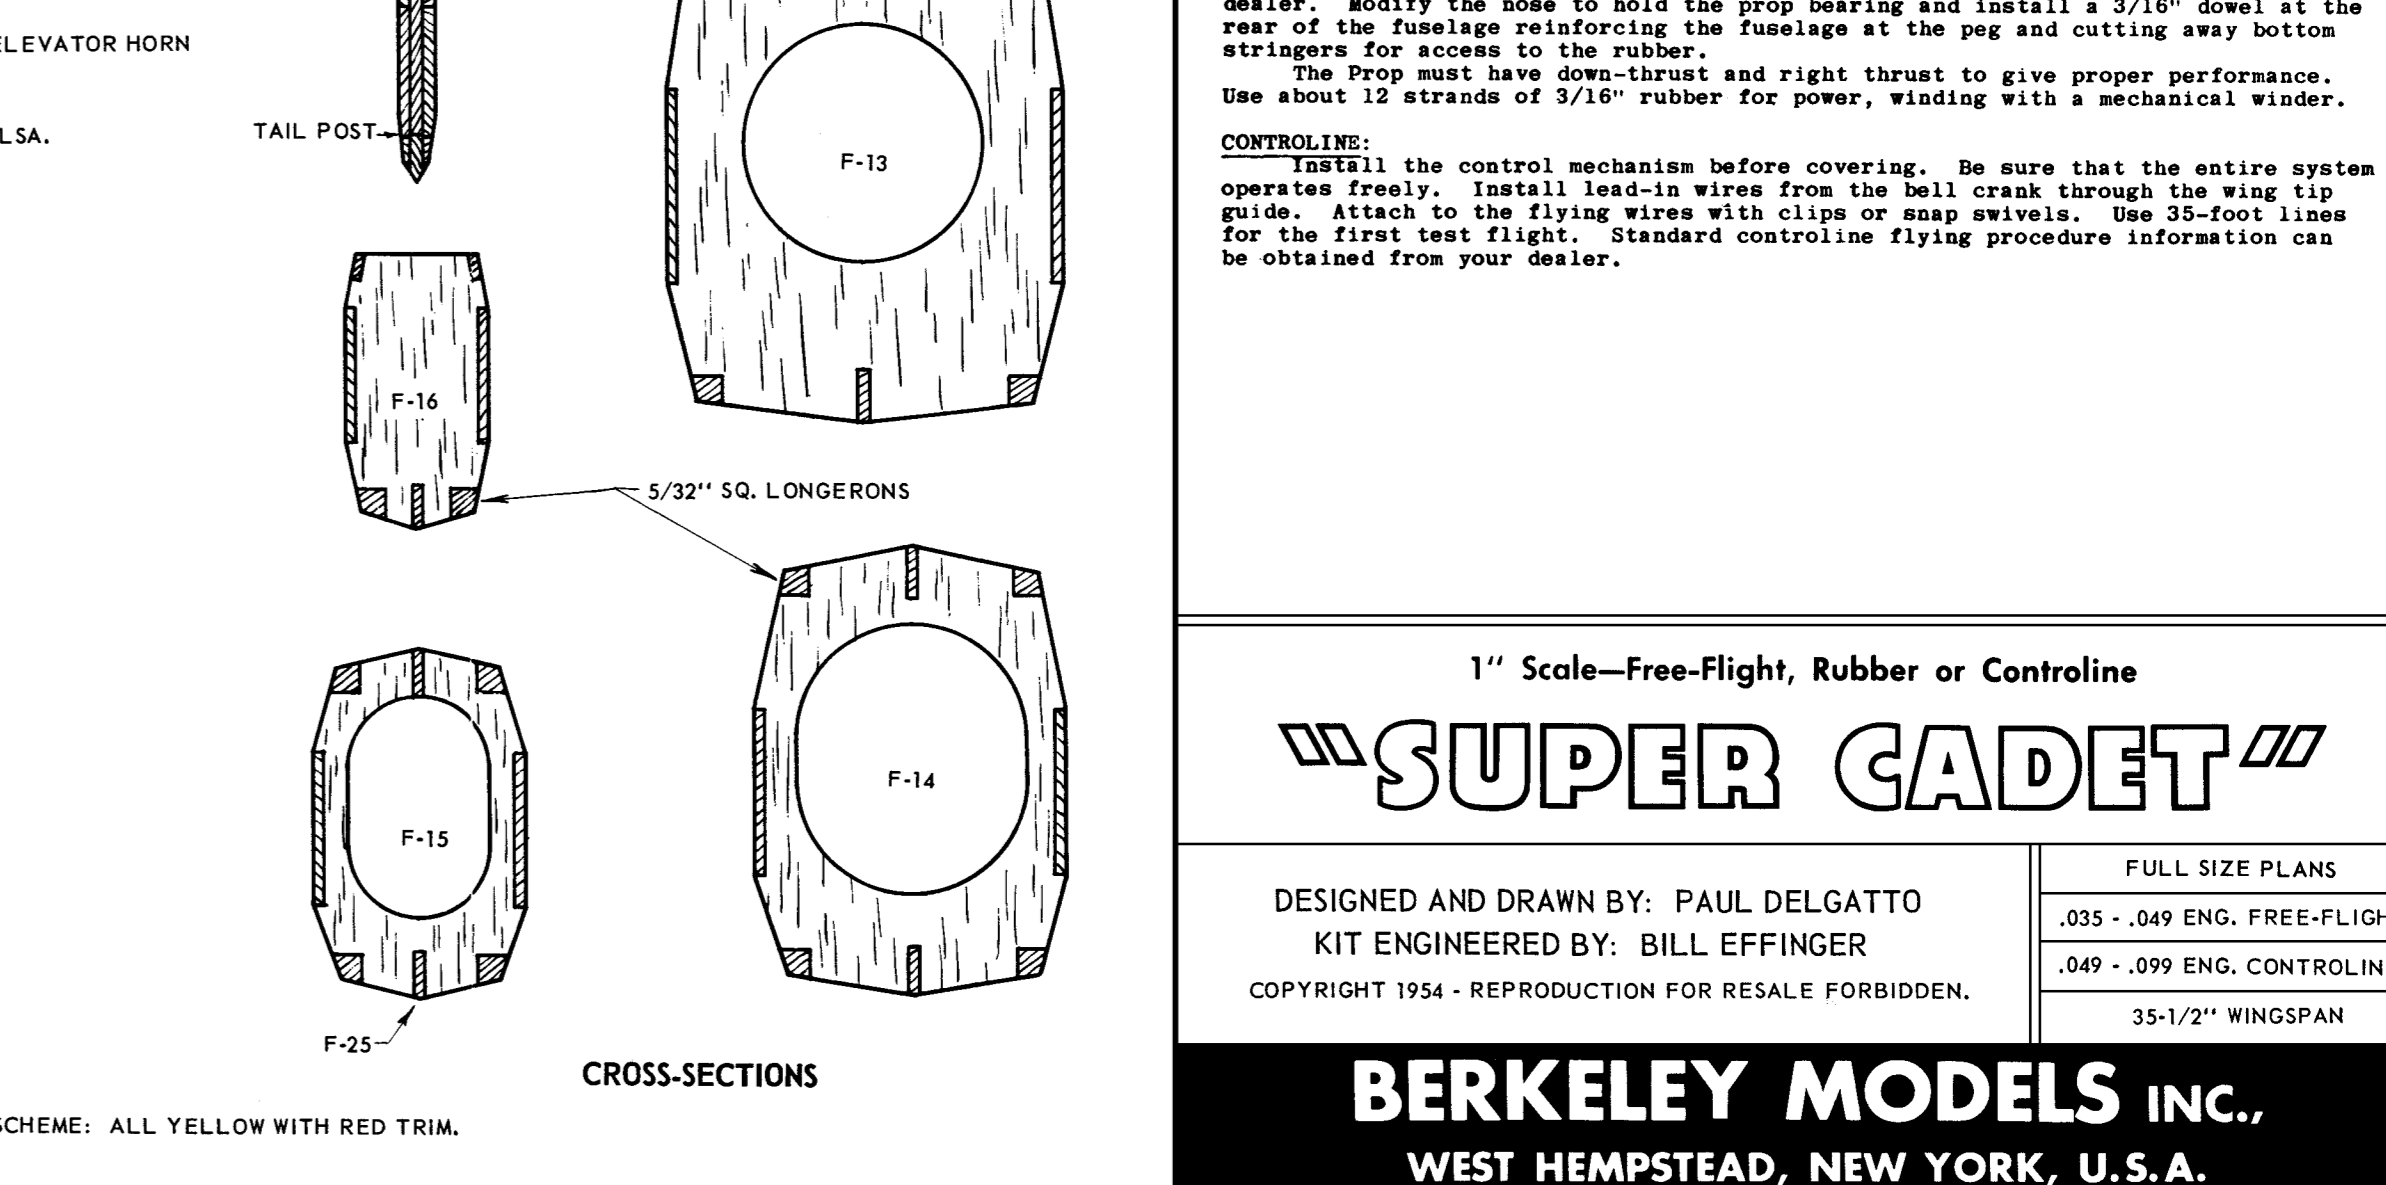 ELEVATOR HORN
LSA.
TAIL POST
F-13
F-16
5/32" SQ. LONGERONS
F-15
F-14
F-25
CROSS-SECTIONS
SCHEME: ALL YELLOW WITH RED TRIM.
dealer. Modify the nose to hold the prop bearing and install a 3/16" dowel at the
rear of the fuselage reinforcing the fuselage at the peg and cutting away bottom
stringers for access to the rubber.
The Prop must have down-thrust and right thrust to give proper performance.
Use about 12 strands of 3/16" rubber for power, winding with a mechanical winder.
CONTROLINE:
Install the control mechanism before covering. Be sure that the entire system
operates freely. Install lead-in wires from the bell crank through the wing tip
guide. Attach to the flying wires with clips or snap swivels. Use 35-foot lines
for the first test flight. Standard controline flying procedure information can
be obtained from your dealer.
1" Scale—Free-Flight, Rubber or Controline
"SUPER CADET"
DESIGNED AND DRAWN BY: PAUL DELGATTO
KIT ENGINEERED BY: BILL EFFINGER
COPYRIGHT 1954 - REPRODUCTION FOR RESALE FORBIDDEN.
FULL SIZE PLANS
.035 - .049 ENG. FREE-FLIGH
.049 - .099 ENG. CONTROLIN
35-1/2" WINGSPAN
BERKELEY MODELS INC.,
WEST HEMPSTEAD, NEW YORK, U.S.A.